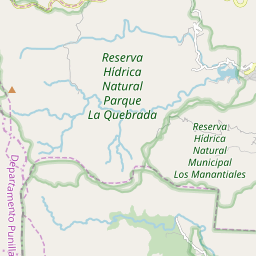 Reserva
Hídrica
Natural
Parque
La Quebrada
Reserva
Hídrica
Natural
Municipal
Los Manantiales
Departamento Punilla